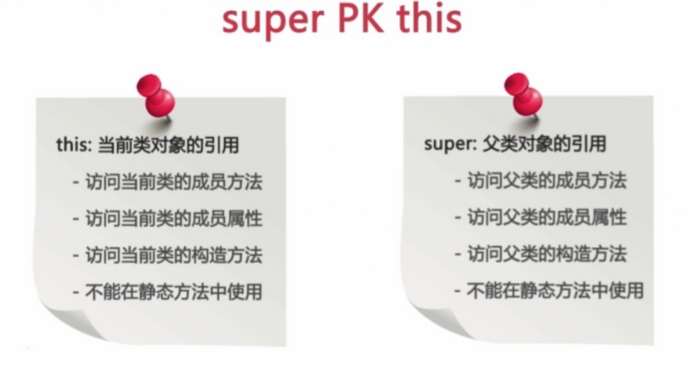 super PK this
this: 当前类对象的引用
- 访问当前类的成员方法
- 访问当前类的成员属性
- 访问当前类的构造方法
- 不能在静态方法中使用
super: 父类对象的引用
- 访问父类的成员方法
- 访问父类的成员属性
- 访问父类的构造方法
- 不能在静态方法中使用